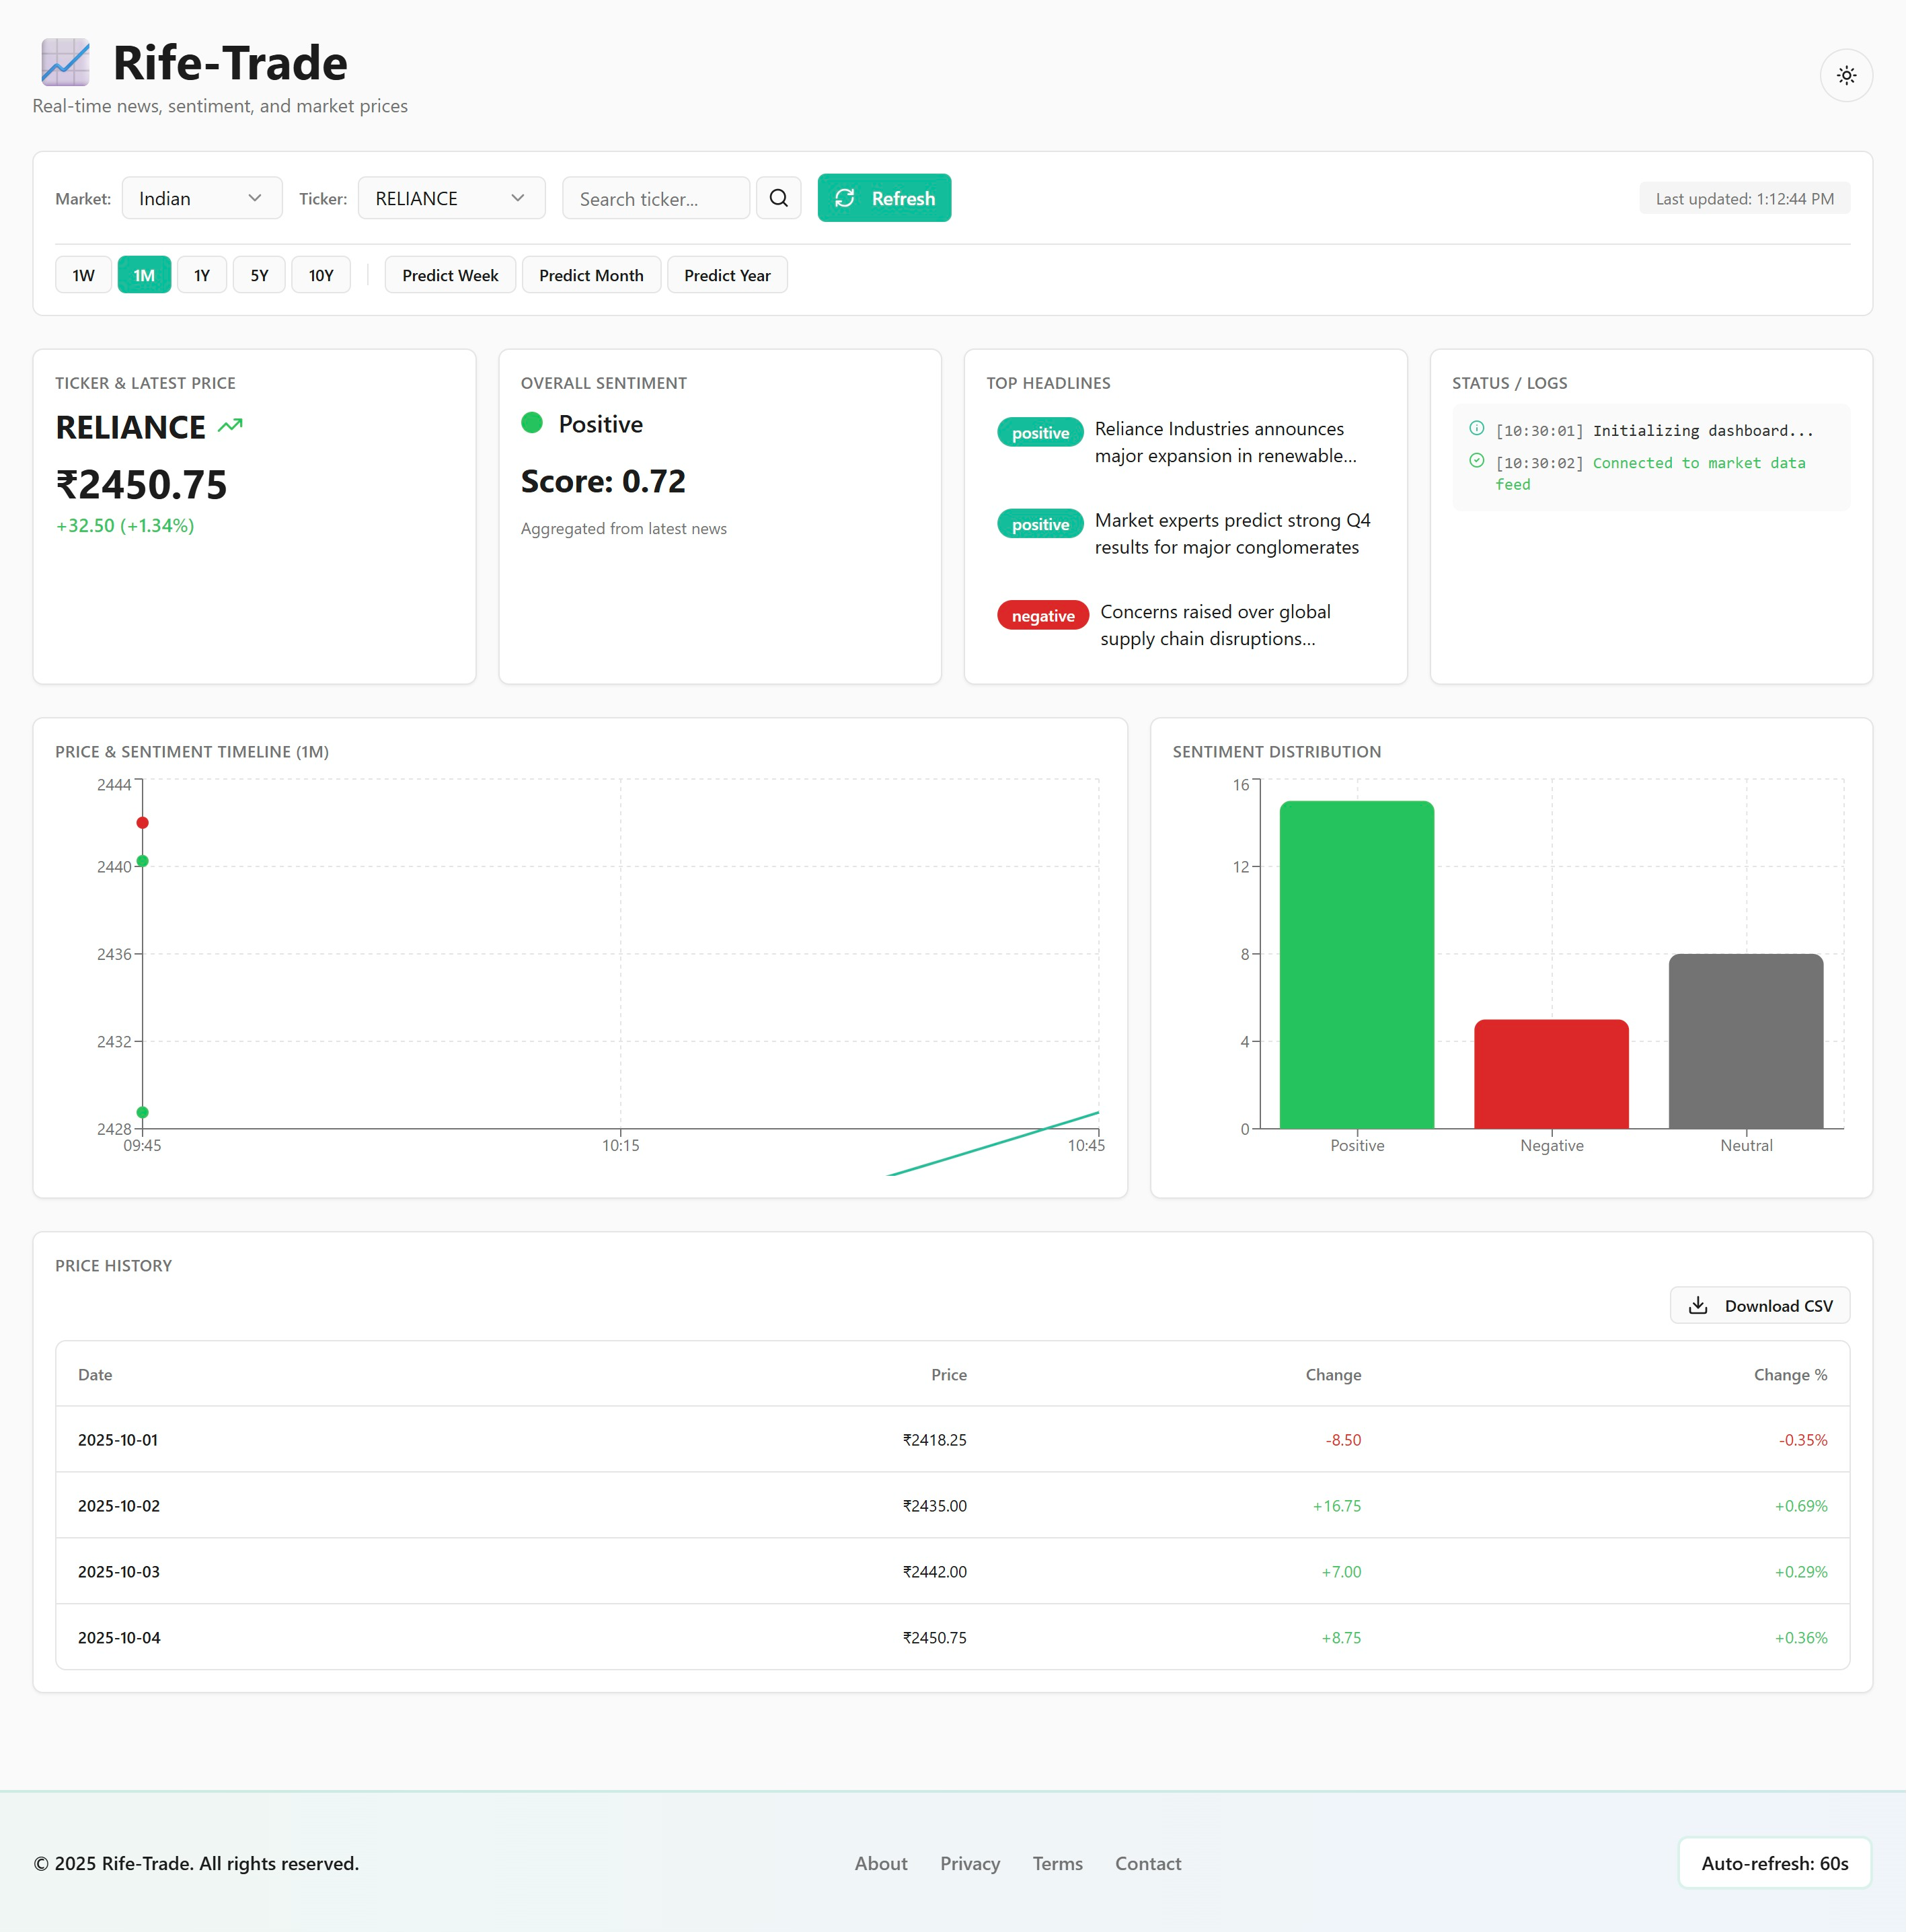 Rife-Trade
Real-time news, sentiment, and market prices
Market: Indian Ticker: RELIANCE Search ticker... Refresh Last updated: 1:12:44 PM
1W 1M 1Y 5Y 10Y Predict Week Predict Month Predict Year
TICKER & LATEST PRICE
RELIANCE
₹2450.75
+32.50 (+1.34%)
OVERALL SENTIMENT
Positive
Score: 0.72
Aggregated from latest news
TOP HEADLINES
positive Reliance Industries announces
major expansion in renewable...
positive Market experts predict strong Q4
results for major conglomerates
negative Concerns raised over global
supply chain disruptions...
STATUS / LOGS
[10:30:01] Initializing dashboard...
[10:30:02] Connected to market data
feed
PRICE & SENTIMENT TIMELINE (1M)
2444
2440
2436
2432
2428
09:45 10:15 10:45
SENTIMENT DISTRIBUTION
16
12
8
4
0
Positive Negative Neutral
PRICE HISTORY
Download CSV
Date Price Change Change %
2025-10-01 ₹2418.25 -8.50 -0.35%
2025-10-02 ₹2435.00 +16.75 +0.69%
2025-10-03 ₹2442.00 +7.00 +0.29%
2025-10-04 ₹2450.75 +8.75 +0.36%
© 2025 Rife-Trade. All rights reserved. About Privacy Terms Contact Auto-refresh: 60s